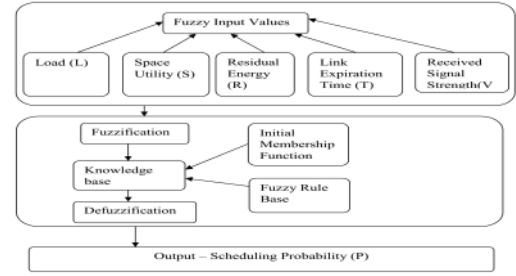 Fuzzy Input Values
Load (L)
Space
Utility (S)
Residual
Energy
(R)
Link
Expiration
Time (T)
Received
Signal
Strength(V
Fuzzification
Initial
Membership
Function
Knowledge
base
Fuzzy Rule
Base
Defuzzification
Output – Scheduling Probability (P)